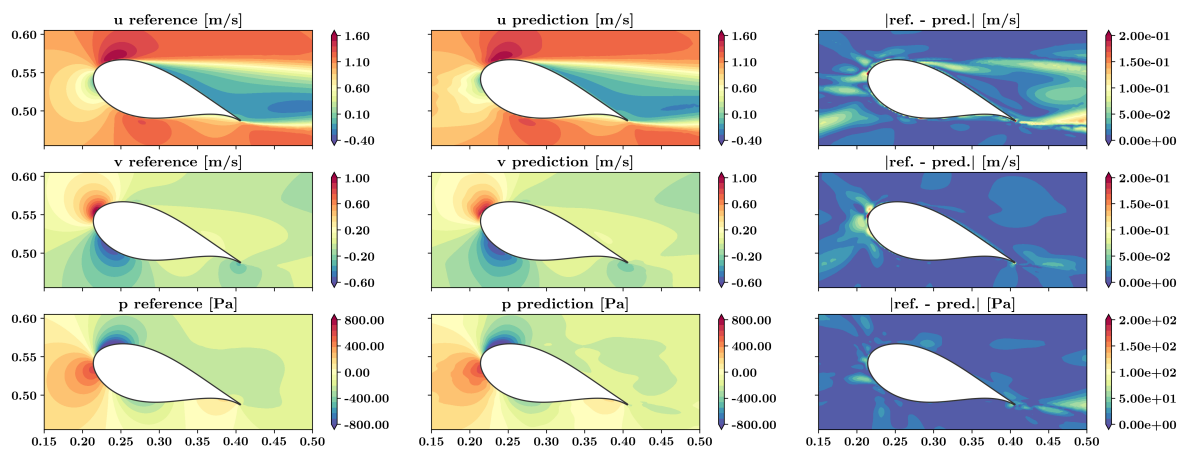 u reference [m/s]
u prediction [m/s]
|ref. - pred.| [m/s]
0.60
0.55
0.50
1.60
1.10
0.60
0.10
-0.40
1.60
1.10
0.60
0.10
-0.40
2.00e-01
1.50e-01
1.00e-01
5.00e-02
0.00e+00
v reference [m/s]
v prediction [m/s]
|ref. - pred.| [m/s]
0.60
0.55
0.50
1.00
0.60
0.20
-0.20
-0.60
1.00
0.60
0.20
-0.20
-0.60
2.00e-01
1.50e-01
1.00e-01
5.00e-02
0.00e+00
p reference [Pa]
p prediction [Pa]
|ref. - pred.| [Pa]
0.60
0.55
0.50
800.00
400.00
0.00
-400.00
-800.00
800.00
400.00
0.00
-400.00
-800.00
2.00e+02
1.50e+02
1.00e+02
5.00e+01
0.00e+00
0.15 0.20 0.25 0.30 0.35 0.40 0.45 0.50
0.15 0.20 0.25 0.30 0.35 0.40 0.45 0.50
0.15 0.20 0.25 0.30 0.35 0.40 0.45 0.50